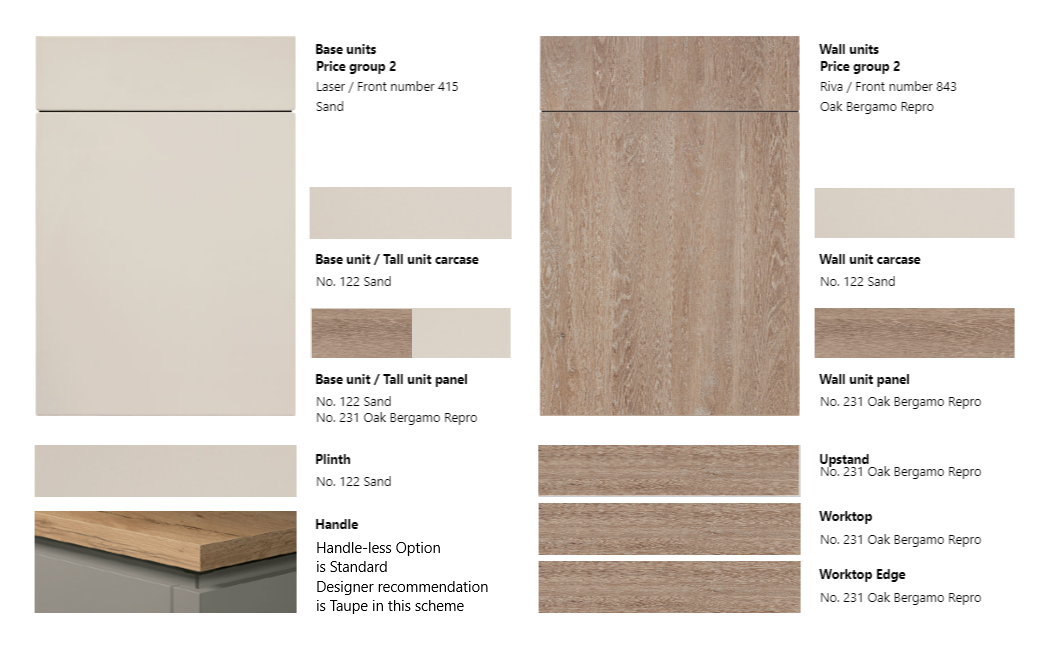 Base units
Price group 2
Laser / Front number 415
Sand
Base unit / Tall unit carcase
No. 122 Sand
Base unit / Tall unit panel
No. 122 Sand
No. 231 Oak Bergamo Repro
Plinth
No. 122 Sand
Handle
Handle-less Option
is Standard
Designer recommendation
is Taupe in this scheme
Wall units
Price group 2
Riva / Front number 843
Oak Bergamo Repro
Wall unit carcase
No. 122 Sand
Wall unit panel
No. 231 Oak Bergamo Repro
Upstand
No. 231 Oak Bergamo Repro
Worktop
No. 231 Oak Bergamo Repro
Worktop Edge
No. 231 Oak Bergamo Repro